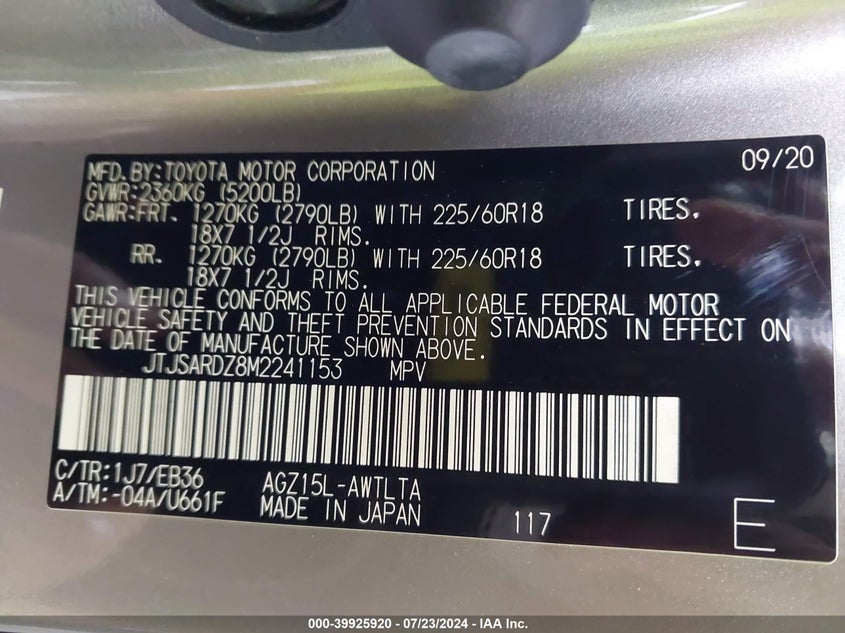 MFD.BY:TOYOTA MOTOR CORPORATION 09/20
GVWR:2360KG (5200LB)
GAWR:FRT. 1270KG (2790LB) WITH 225/60R18 TIRES.
18X7 1/2J RIMS.
RR. 1270KG (2790LB) WITH 225/60R18 TIRES.
18X7 1/2J RIMS.
THIS VEHICLE CONFORMS TO ALL APPLICABLE FEDERAL MOTOR
VEHICLE SAFETY AND THEFT PREVENTION STANDARDS IN EFFECT ON
THE DATE OF MANUFACTURE SHOWN ABOVE.
JTJSARDZ8M2241153 MPV
C/TR:1J7/EB36 AGZ15L-AWTLTA
A/TM:-04A/U661F MADE IN JAPAN 117 E
000-39925920 / 07/23/2024 - IAA Inc.